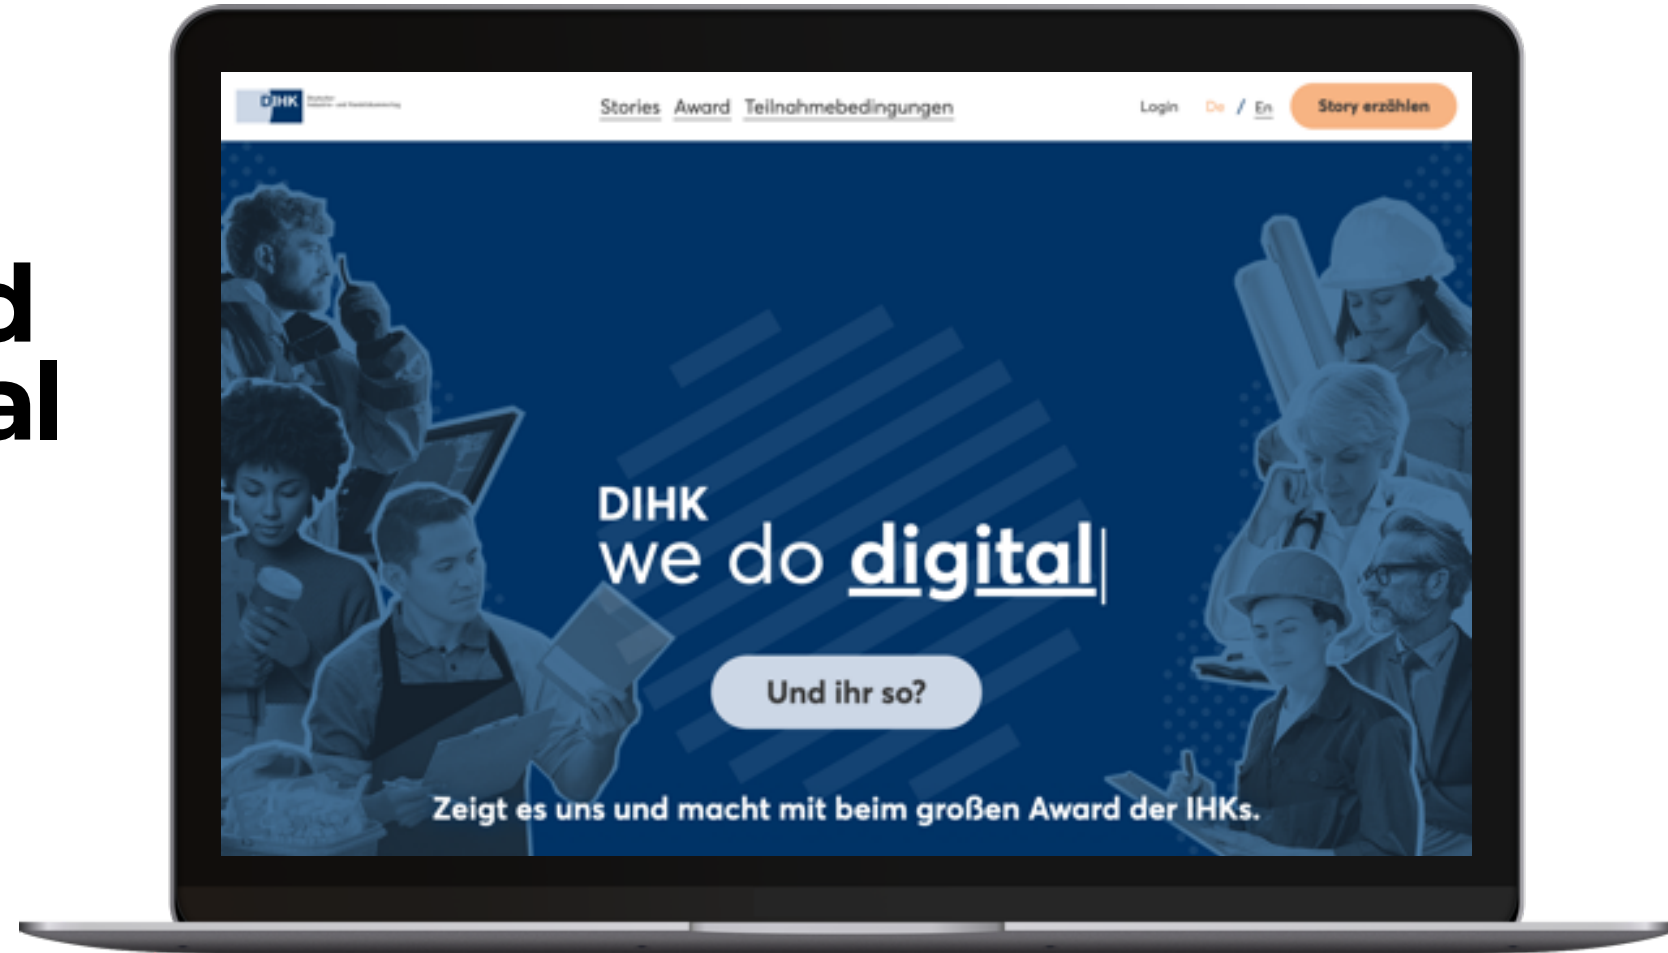 d
al
DIHK
Stories Award Teilnahmebedingungen
Login De / En
Story erzählen
DIHK
we do digital
Und ihr so?
Zeigt es uns und macht mit beim großen Award der IHKs.